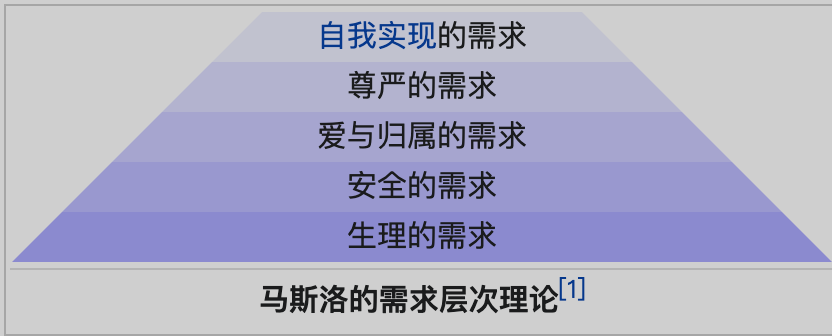 自我实现的需求
尊严的需求
爱与归属的需求
安全的需求
生理的需求
马斯洛的需求层次理论[1]